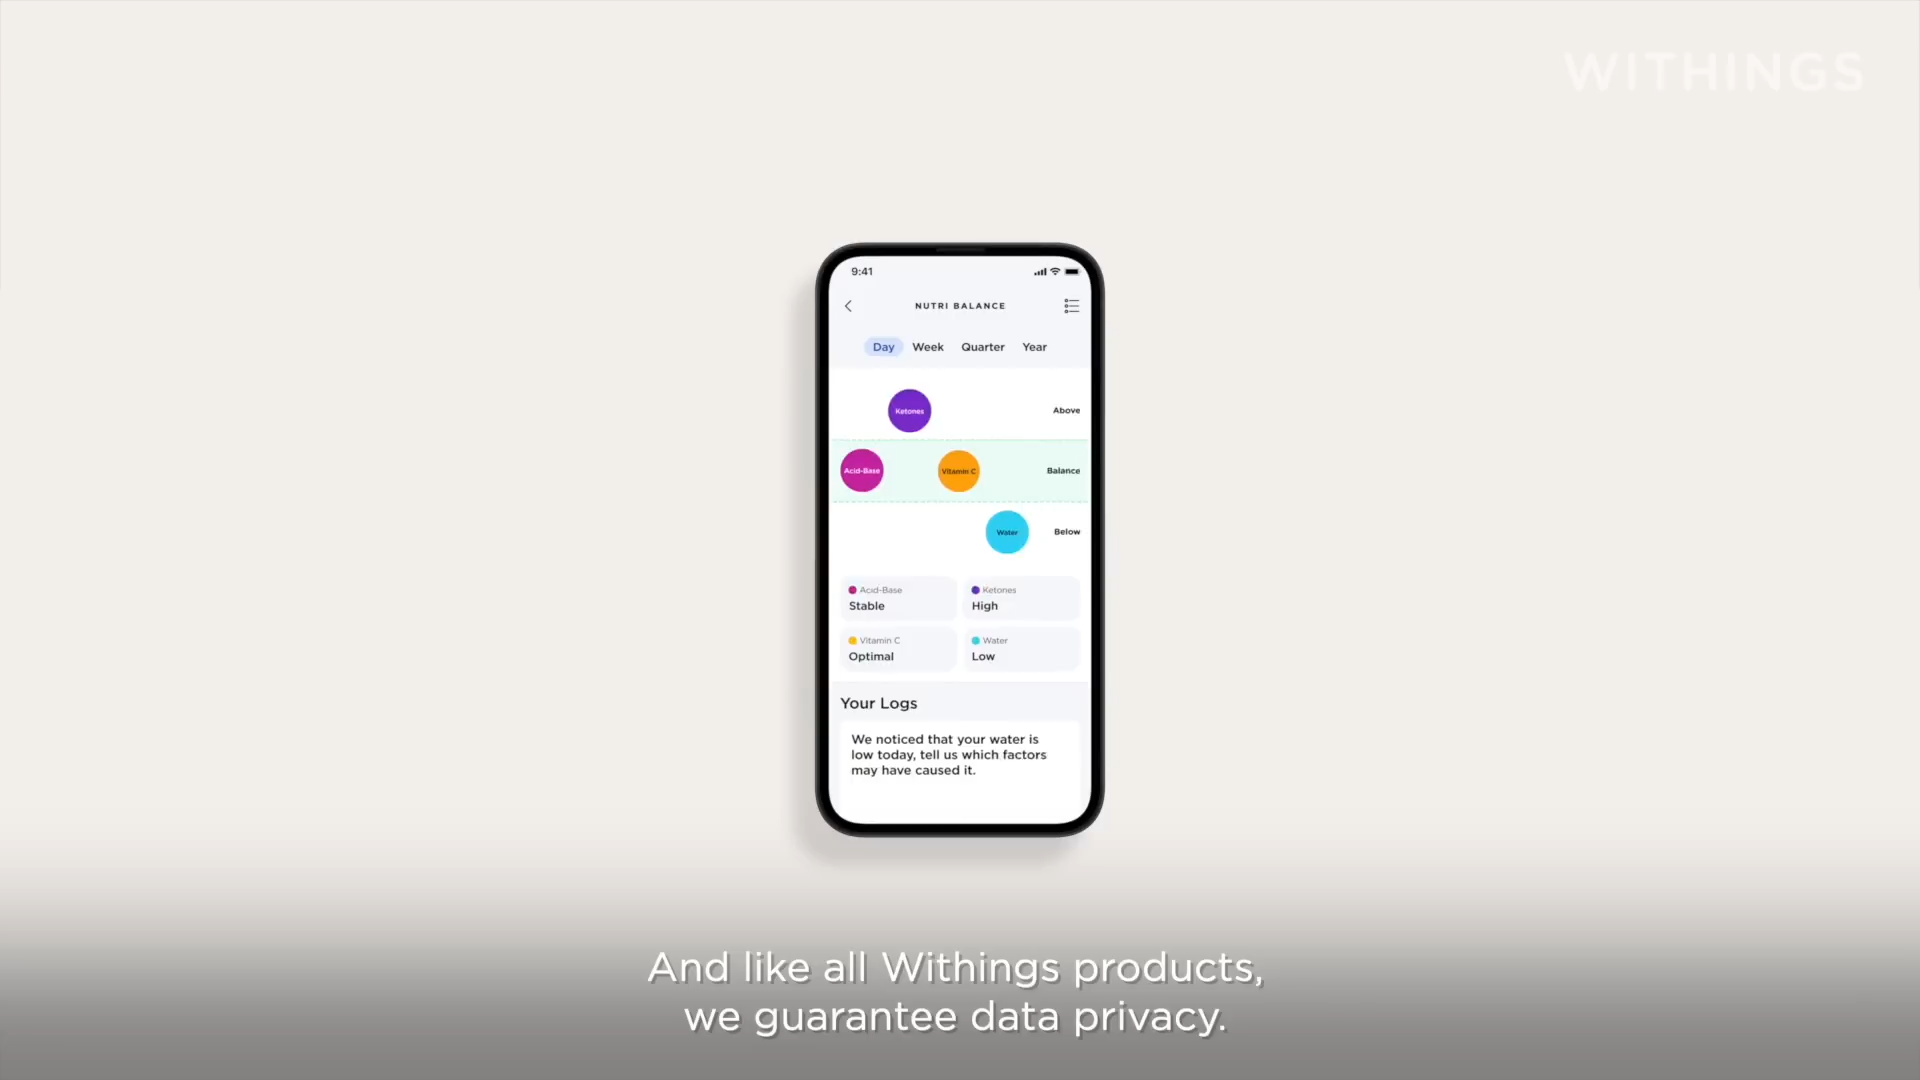 WITHINGS
9:41
NUTRI BALANCE
Day Week Quarter Year
Ketones
Above
Acid-Base
Vitamin C
Balance
Water
Below
Acid-Base
Stable
Ketones
High
Vitamin C
Optimal
Water
Low
Your Logs
We noticed that your water is
low today, tell us which factors
may have caused it.
And like all Withings products,
we guarantee data privacy.